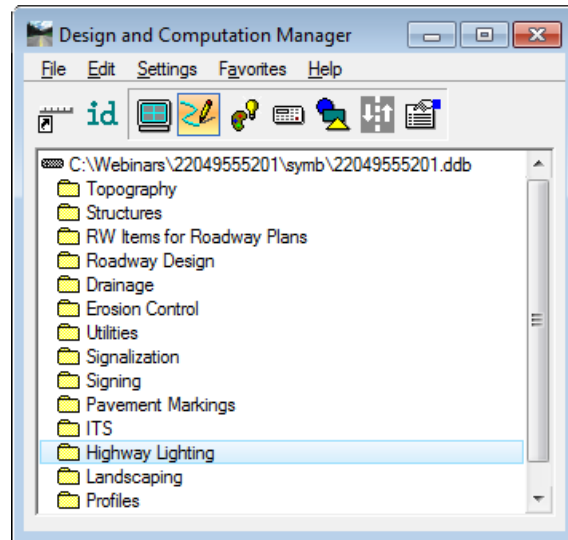 Design and Computation Manager
File Edit Settings Favorites Help
id
C:\Webinars\22049555201\symb\22049555201.ddb
Topography
Structures
RW Items for Roadway Plans
Roadway Design
Drainage
Erosion Control
Utilities
Signalization
Signing
Pavement Markings
ITS
Highway Lighting
Landscaping
Profiles